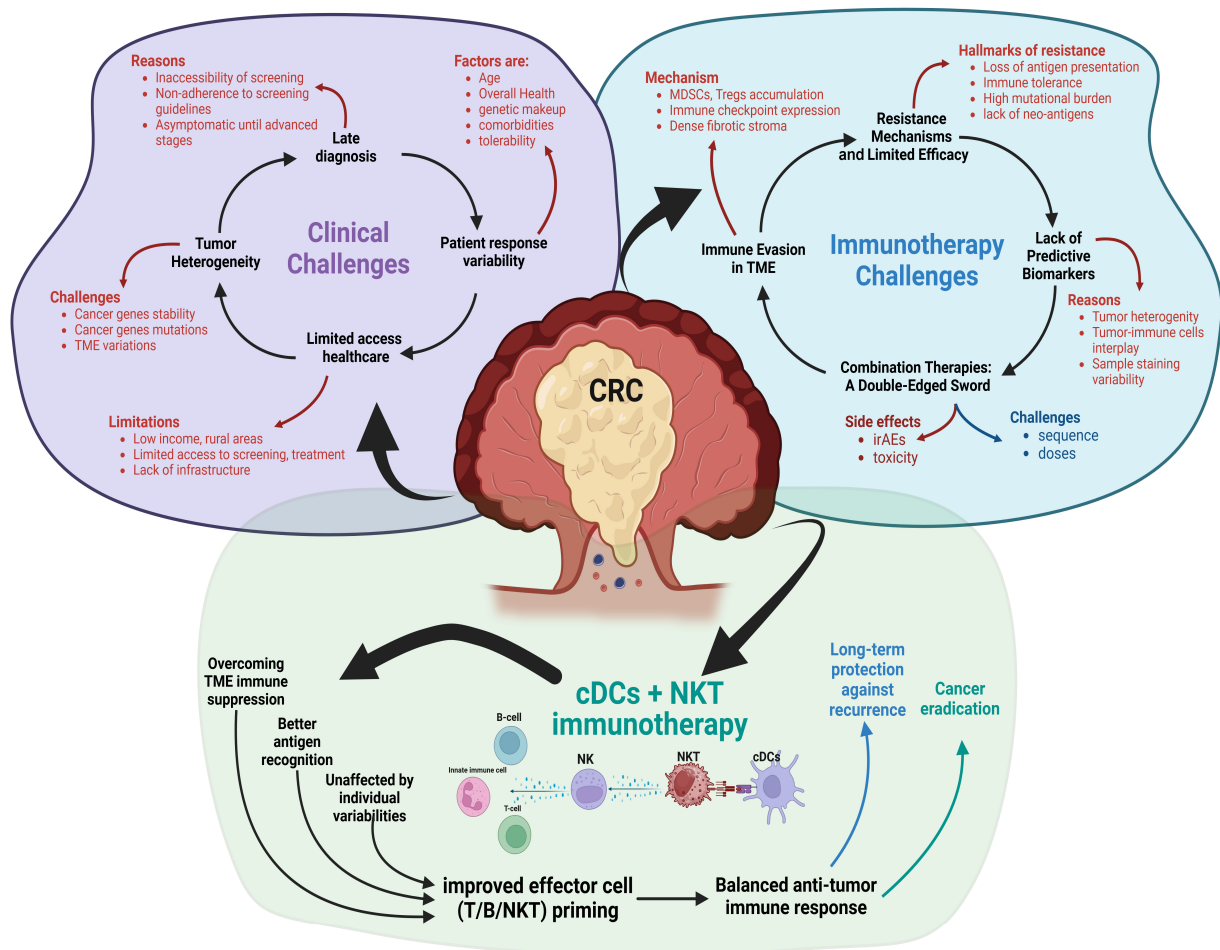 Reasons
Inaccessibility of screening
Non-adherence to screening
guidelines
Asymptomatic until advanced
stages
Factors are:
Age
Overall Health
genetic makeup
comorbidities
tolerability
Late
diagnosis
Clinical
Challenges
Patient response
variability
Tumor
Heterogeneity
Challenges
Cancer genes stability
Cancer genes mutations
TME variations
Limited access
healthcare
Limitations
Low income, rural areas
Limited access to screening, treatment
Lack of infrastructure
Mechanism
MDSCs, Tregs accumulation
Immune checkpoint expression
Dense fibrotic stroma
Hallmarks of resistance
Loss of antigen presentation
Immune tolerance
High mutational burden
lack of neo-antigens
Resistance
Mechanisms
and Limited Efficacy
Immune Evasion
in TME
Immunotherapy
Challenges
Lack of
Predictive
Biomarkers
Reasons
Tumor heterogenity
Tumor-immune cells
interplay
Sample staining
variability
Combination Therapies:
A Double-Edged Sword
Side effects
irAEs
toxicity
Challenges
sequence
doses
CRC
cDCs + NKT
immunotherapy
Overcoming
TME immune
suppression
Better
antigen
recognition
Unaffected by
individual
variabilities
B-cell
Innate immune cell
T-cell
NK
NKT
cDCs
Long-term
protection
against
recurrence
Cancer
eradication
improved effector cell
(T/B/NKT) priming
Balanced anti-tumor
immune response